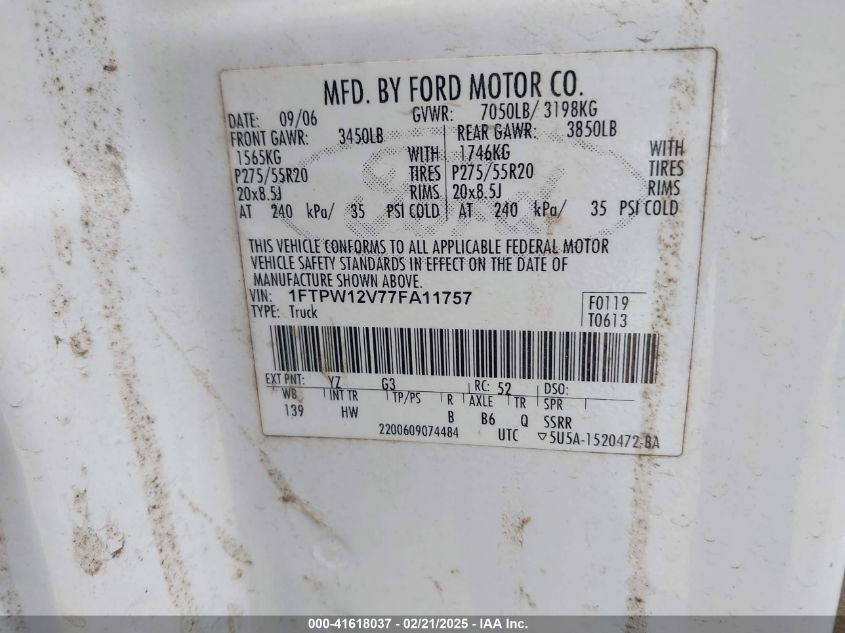 MFD. BY FORD MOTOR CO.
DATE: 09/06 GVWR: 7050LB/ 3198KG
FRONT GAWR: 3450LB REAR GAWR: 3850LB
1565KG WITH 1746KG WITH
P275/55R20 TIRES P275/55R20 TIRES
20x8.5J RIMS 20x8.5J RIMS
AT 240 kPa/ 35 PSI COLD AT 240 kPa/ 35 PSI COLD
THIS VEHICLE CONFORMS TO ALL APPLICABLE FEDERAL MOTOR
VEHICLE SAFETY STANDARDS IN EFFECT ON THE DATE OF
MANUFACTURE SHOWN ABOVE.
VIN: 1FTPW12V77FA11757 F0119
TYPE: Truck T0613
EXT PNT: YZ G3 RC: 52 DSO:
WB INT TR TP/PS R AXLE TR SPR
139 HW B B6 Q SSRR
2200609074484 UTC 5U5A-1520472-BA
000-41618037 - 02/21/2025 - IAA Inc.